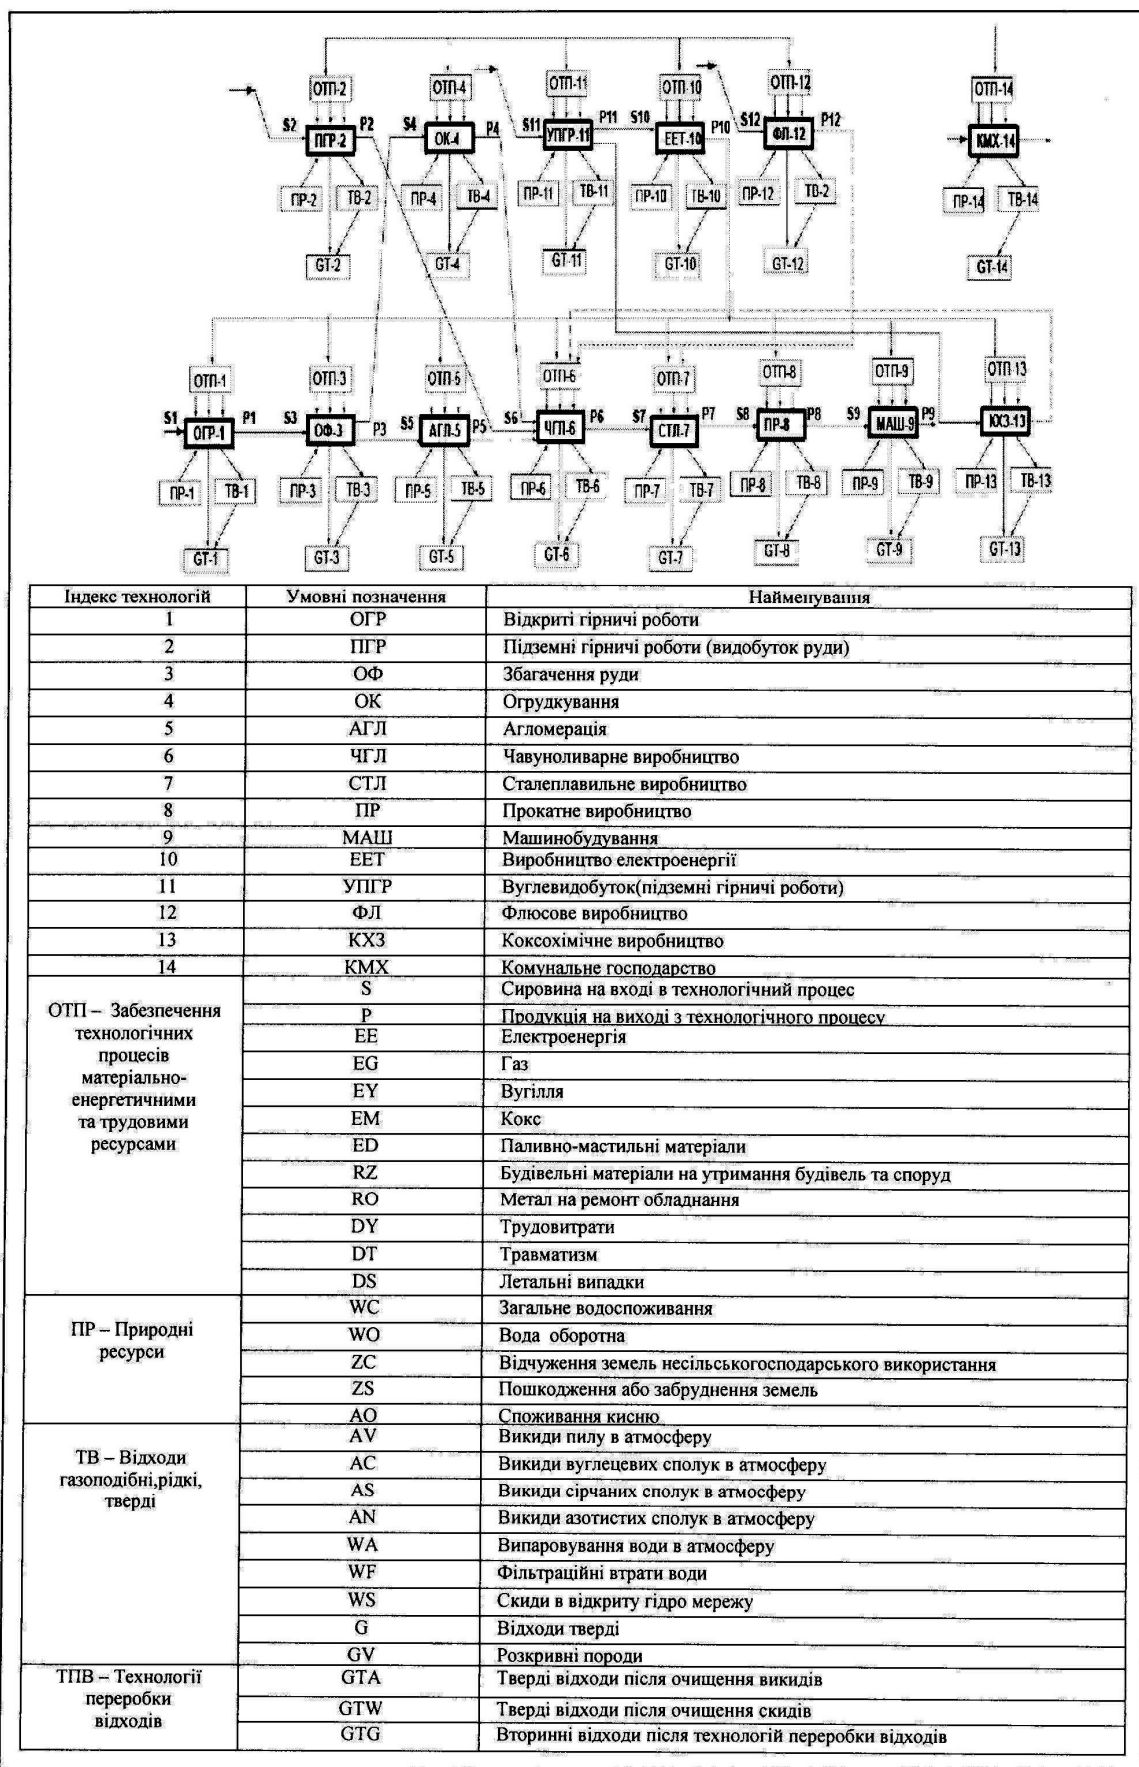 ОТП-2 ОТП-4 ОТП-11 ОТП-10 ОТП-12 ОТП-14
S2 P2 S4 P4 S11 P11 S10 P10 S12 P12
ПГР-2 ОК-4 УПГР-11 ЕЕТ-10 ФЛ-12 КМХ-14
ПР-2 ТВ-2 ПР-4 ТВ-4 ПР-11 ТВ-11 ПР-10 ТВ-10 ПР-12 ТВ-2 ПР-14 ТВ-14
GT-2 GT-4 GT-11 GT-10 GT-12 GT-14
ОТП-1 ОТП-3 ОТП-5 ОТП-6 ОТП-7 ОТП-8 ОТП-9 ОТП-13
S1 P1 S3 P3 S5 P5 S6 P6 S7 P7 S8 P8 S9 P9
ОГР-1 ОФ-3 АГЛ-5 ЧГЛ-6 СТЛ-7 ПР-8 МАШ-9 КХЗ-13
ПР-1 ТВ-1 ПР-3 ТВ-3 ПР-5 ТВ-5 ПР-6 ТВ-6 ПР-7 ТВ-7 ПР-8 ТВ-8 ПР-9 ТВ-9 ПР-13 ТВ-13
GT-1 GT-3 GT-5 GT-6 GT-7 GT-8 GT-9 GT-13
Індекс технологій Умовні позначення Найменування
1 ОГР Відкриті гірничі роботи
2 ПГР Підземні гірничі роботи (видобуток руди)
3 ОФ Збагачення руди
4 ОК Огрудкування
5 АГЛ Агломерація
6 ЧГЛ Чавуноливарне виробництво
7 СТЛ Сталеплавильне виробництво
8 ПР Прокатне виробництво
9 МАШ Машинобудування
10 ЕЕТ Виробництво електроенергії
11 УПГР Вуглевидобуток(підземні гірничі роботи)
12 ФЛ Флюсове виробництво
13 КХЗ Коксохімічне виробництво
14 КМХ Комунальне господарство
ОТП – Забезпечення
технологічних
процесів
матеріально-
енергетичними
та трудовими
ресурсами
S Сировина на вході в технологічний процес
P Продукція на виході з технологічного процесу
EE Електроенергія
EG Газ
EY Вугілля
EM Кокс
ED Паливно-мастильні матеріали
RZ Будівельні матеріали на утримання будівель та споруд
RO Метал на ремонт обладнання
DY Трудовитрати
DT Травматизм
DS Летальні випадки
ПР – Природні
ресурси
WC Загальне водоспоживання
WO Вода оборотна
ZC Відчуження земель несільськогосподарського використання
ZS Пошкодження або забруднення земель
AO Споживання кисню
ТВ – Відходи
газоподібні,рідкі,
тверді
AV Викиди пилу в атмосферу
AC Викиди вуглецевих сполук в атмосферу
AS Викиди сірчаних сполук в атмосферу
AN Викиди азотистих сполук в атмосферу
WA Випаровування води в атмосферу
WF Фільтраційні втрати води
WS Скиди в відкриту гідро мережу
G Відходи тверді
GV Розкривні породи
ТПВ – Технології
переробки
відходів
GTA Тверді відходи після очищення викидів
GTW Тверді відходи після очищення скидів
GTG Вторинні відходи після технологій переробки відходів